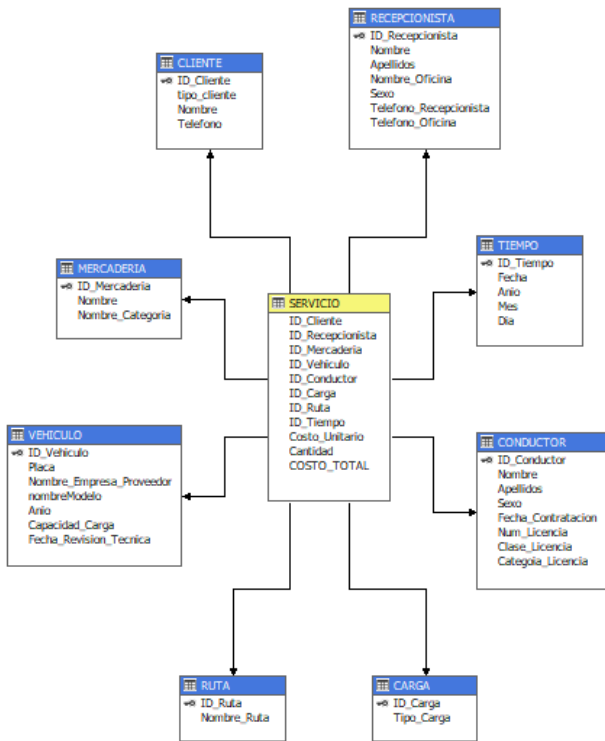 RECEPCIONISTA
ID_Recepcionista
Nombre
Apellidos
Nombre_Oficina
Sexo
Telefono_Recepcionista
Telefono_Oficina
CLIENTE
ID_Cliente
tipo_cliente
Nombre
Telefono
TIEMPO
ID_Tiempo
Fecha
Anio
Mes
Dia
MERCADERIA
ID_Mercaderia
Nombre
Nombre_Categoria
SERVICIO
ID_Cliente
ID_Recepcionista
ID_Mercaderia
ID_Vehiculo
ID_Conductor
ID_Carga
ID_Ruta
ID_Tiempo
Costo_Unitario
Cantidad
COSTO_TOTAL
VEHICULO
ID_Vehiculo
Placa
Nombre_Empresa_Proveedor
nombreModelo
Anio
Capacidad_Carga
Fecha_Revision_Tecnica
CONDUCTOR
ID_Conductor
Nombre
Apellidos
Sexo
Fecha_Contratacion
Num_Licencia
Clase_Licencia
Categoia_Licencia
RUTA
ID_Ruta
Nombre_Ruta
CARGA
ID_Carga
Tipo_Carga